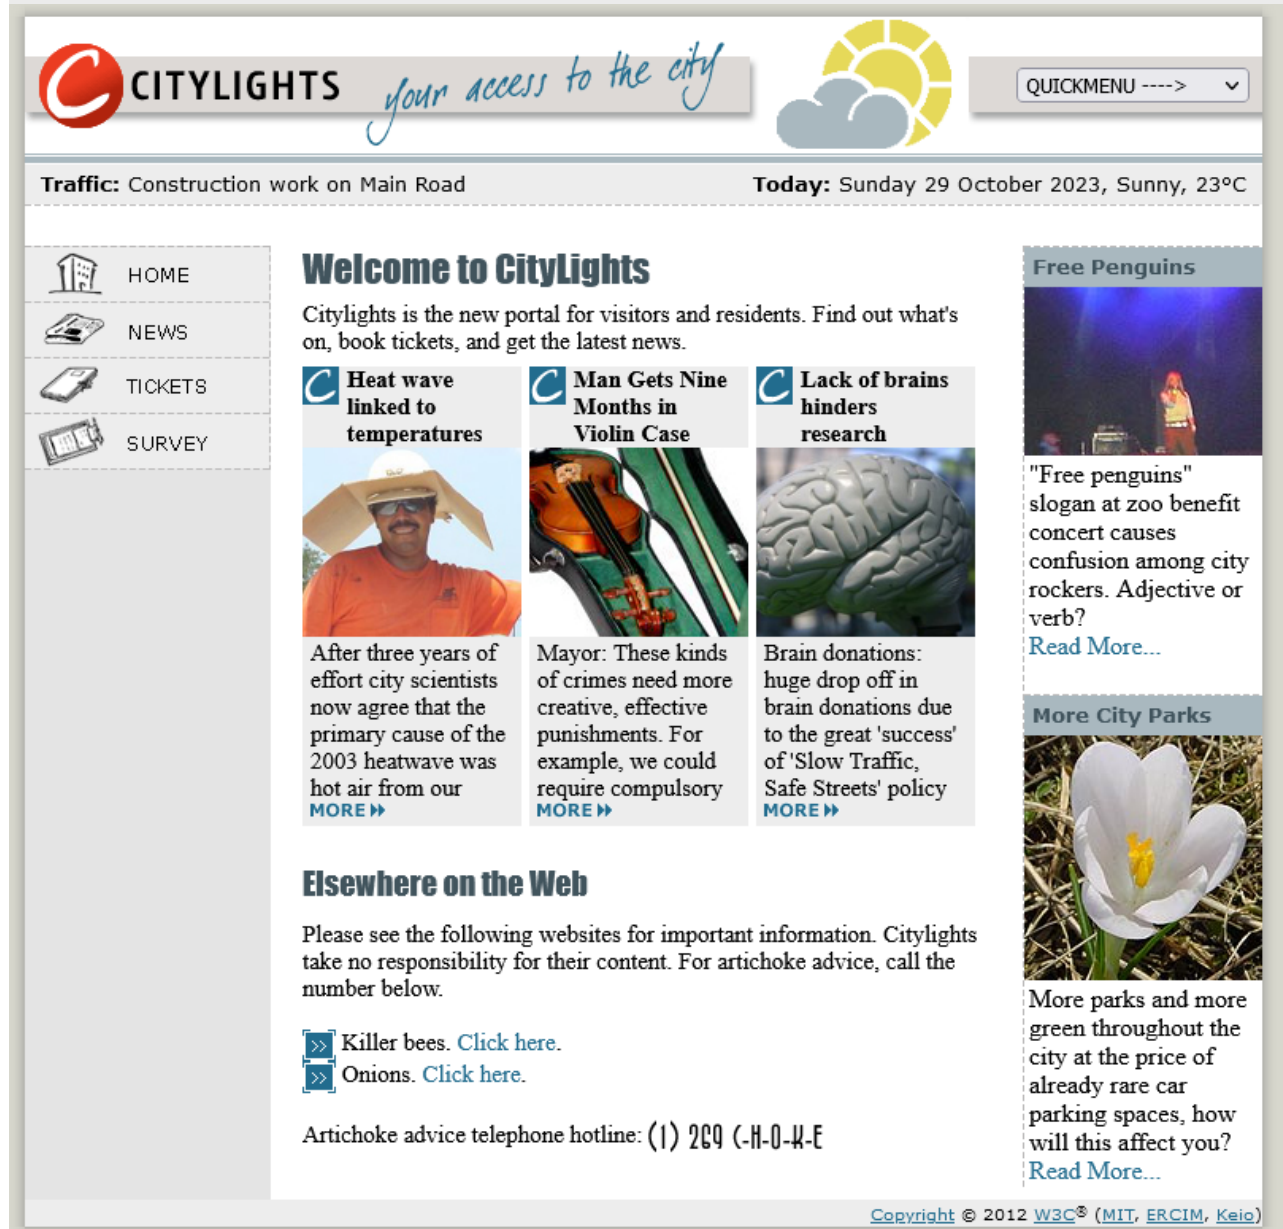 CITYLIGHTS your access to the city
QUICKMENU ---->
Traffic: Construction work on Main Road
Today: Sunday 29 October 2023, Sunny, 23°C
HOME
NEWS
TICKETS
SURVEY
Welcome to CityLights
Citylights is the new portal for visitors and residents. Find out what's
on, book tickets, and get the latest news.
Heat wave
linked to
temperatures
After three years of
effort city scientists
now agree that the
primary cause of the
2003 heatwave was
hot air from our
MORE
Man Gets Nine
Months in
Violin Case
Mayor: These kinds
of crimes need more
creative, effective
punishments. For
example, we could
require compulsory
MORE
Lack of brains
hinders
research
Brain donations:
huge drop off in
brain donations due
to the great 'success'
of 'Slow Traffic,
Safe Streets' policy
MORE
Elsewhere on the Web
Please see the following websites for important information. Citylights
take no responsibility for their content. For artichoke advice, call the
number below.
>> Killer bees. Click here.
>> Onions. Click here.
Artichoke advice telephone hotline: (1) 269 C-H-O-K-E
Free Penguins
"Free penguins"
slogan at zoo benefit
concert causes
confusion among city
rockers. Adjective or
verb?
Read More...
More City Parks
More parks and more
green throughout the
city at the price of
already rare car
parking spaces, how
will this affect you?
Read More...
Copyright © 2012 W3C® (MIT, ERCIM, Keio)